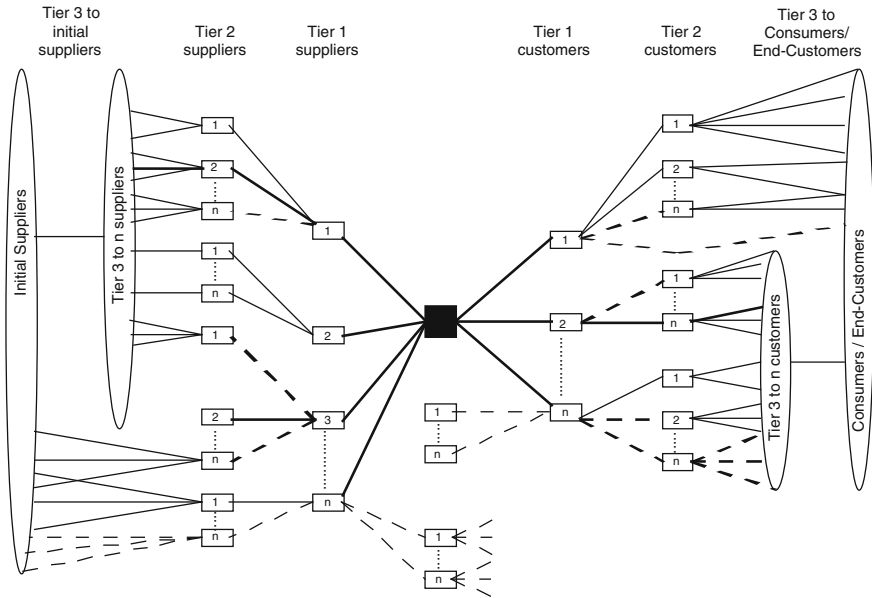 Tier 3 to
initial
suppliers
Tier 2
suppliers
Tier 1
suppliers
Tier 1
customers
Tier 2
customers
Tier 3 to
Consumers/
End-Customers
Initial Suppliers
Tier 3 to n suppliers
1
2
n
1
n
1
2
n
1
n
1
2
3
n
1
n
1
n
1
2
n
1
2
n
1
n
1
2
n
Tier 3 to n customers
Consumers / End-Customers